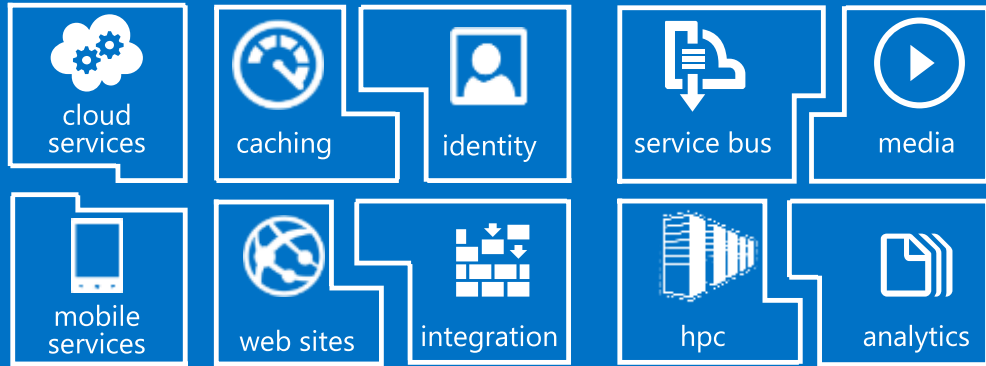 cloud
services
caching
identity
service bus
media
mobile
services
web sites
integration
hpc
analytics